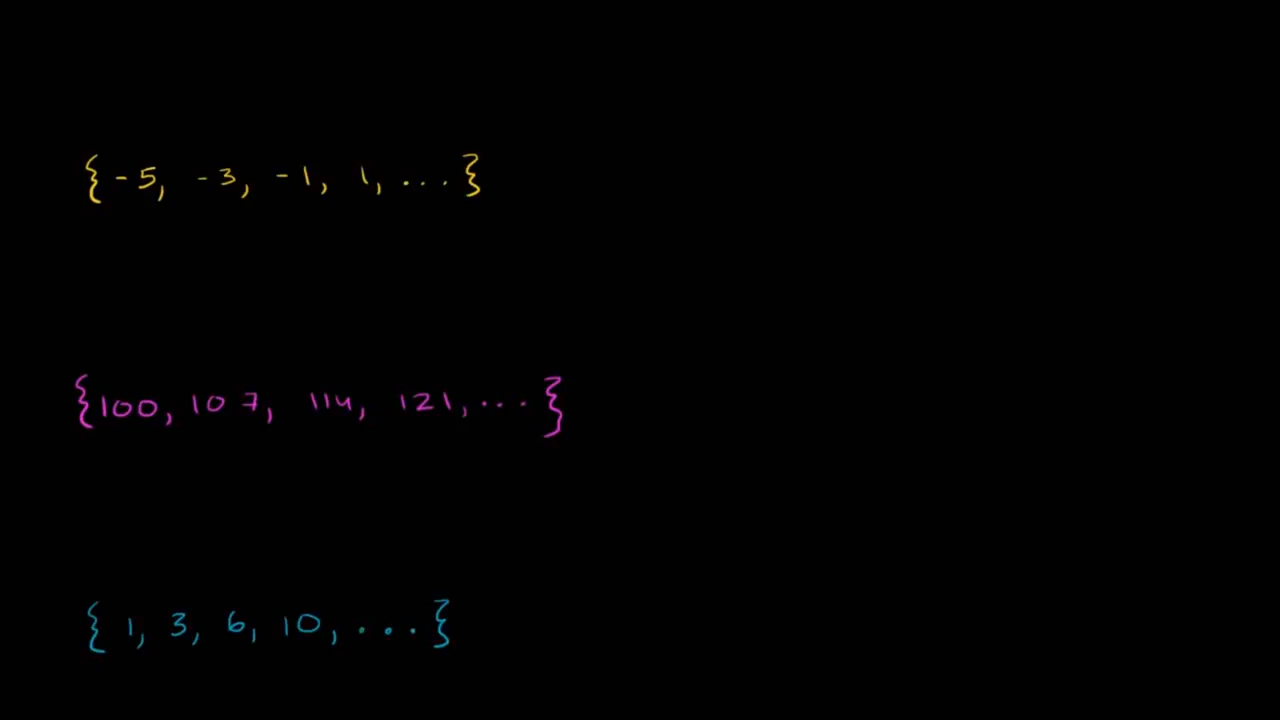 {-5, -3, -1, 1, ...}
{100, 107, 114, 121, ...}
{1, 3, 6, 10, ...}